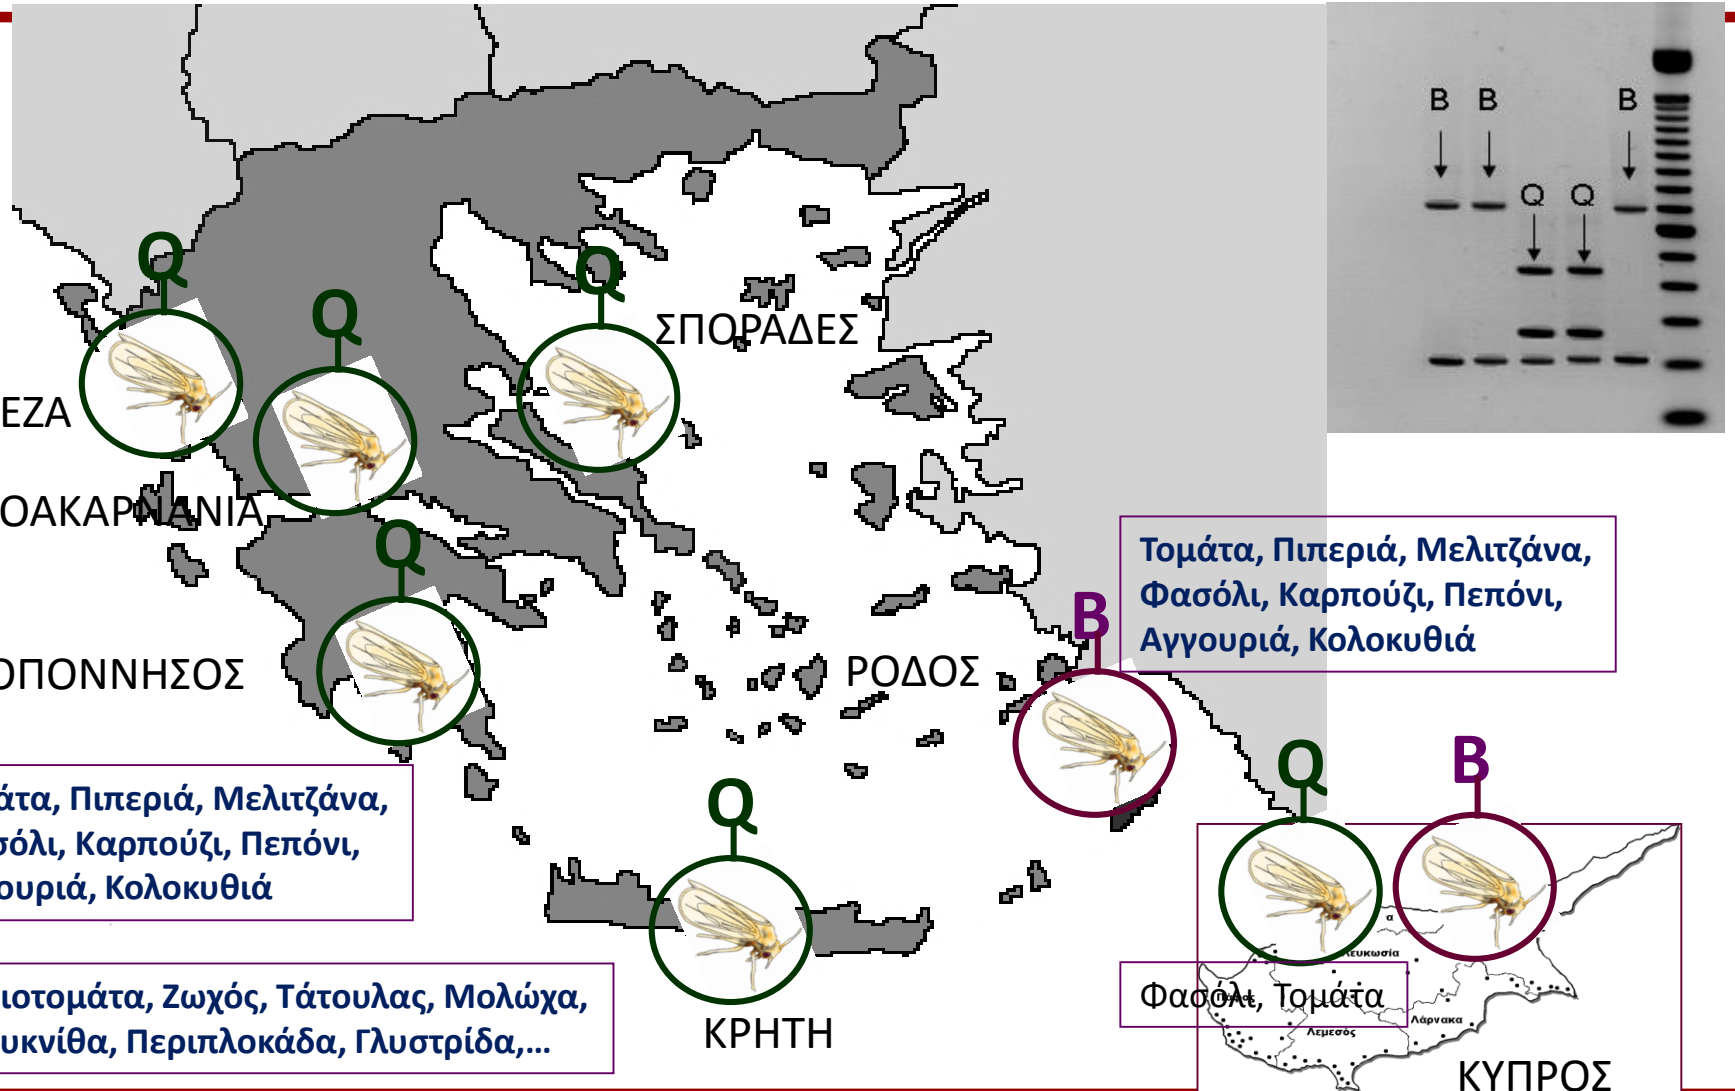 B B B
Q Q
Q
Q
Q
ΣΠΟΡΑΔΕΣ
ΕΖΑ
ΟΑΚΑΡΝΑΝΙΑ
Q
Τομάτα, Πιπεριά, Μελιτζάνα,
Φασόλι, Καρπούζι, Πεπόνι,
Αγγουριά, Κολοκυθιά
B
ΟΠΟΝΝΗΣΟΣ
ΡΟΔΟΣ
Q
B
Q
άτα, Πιπεριά, Μελιτζάνα,
σόλι, Καρπούζι, Πεπόνι,
ουριά, Κολοκυθιά
α
Λευκωσία
ιοτομάτα, Ζωχός, Τάτουλας, Μολώχα,
υκνίθα, Περιπλοκάδα, Γλυστρίδα,...
Φασόλι, Τομάτα
Λάρνακα
Λεμεσός
ΚΡΗΤΗ
ΚΥΠΡΟΣ